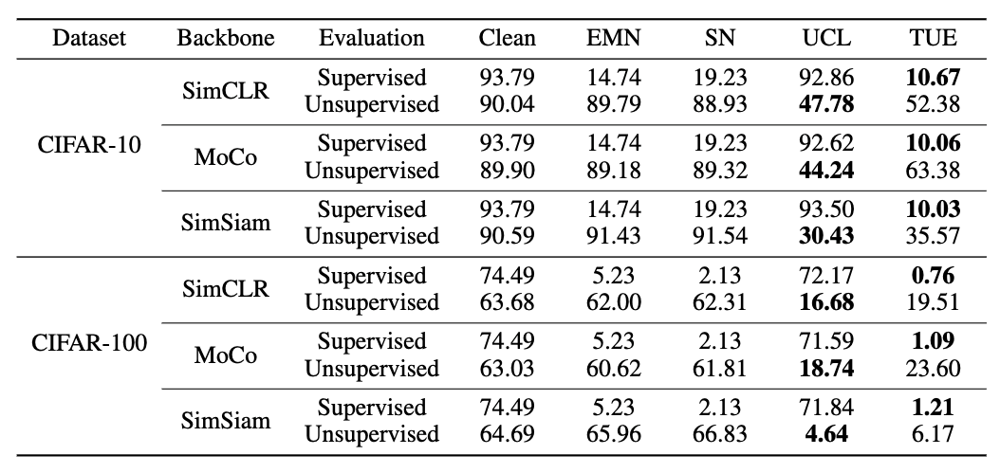 Dataset Backbone Evaluation Clean EMN SN UCL TUE
CIFAR-10 SimCLR Supervised 93.79 14.74 19.23 92.86 10.67
Unsupervised 90.04 89.79 88.93 47.78 52.38
MoCo Supervised 93.79 14.74 19.23 92.62 10.06
Unsupervised 89.90 89.18 89.32 44.24 63.38
SimSiam Supervised 93.79 14.74 19.23 93.50 10.03
Unsupervised 90.59 91.43 91.54 30.43 35.57
CIFAR-100 SimCLR Supervised 74.49 5.23 2.13 72.17 0.76
Unsupervised 63.68 62.00 62.31 16.68 19.51
MoCo Supervised 74.49 5.23 2.13 71.59 1.09
Unsupervised 63.03 60.62 61.81 18.74 23.60
SimSiam Supervised 74.49 5.23 2.13 71.84 1.21
Unsupervised 64.69 65.96 66.83 4.64 6.17